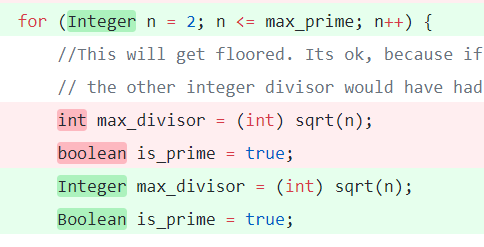 for (Integer n = 2; n <= max_prime; n++) {
//This will get floored. Its ok, because if
// the other integer divisor would have had
int max_divisor = (int) sqrt(n);
boolean is_prime = true;
Integer max_divisor = (int) sqrt(n);
Boolean is_prime = true;